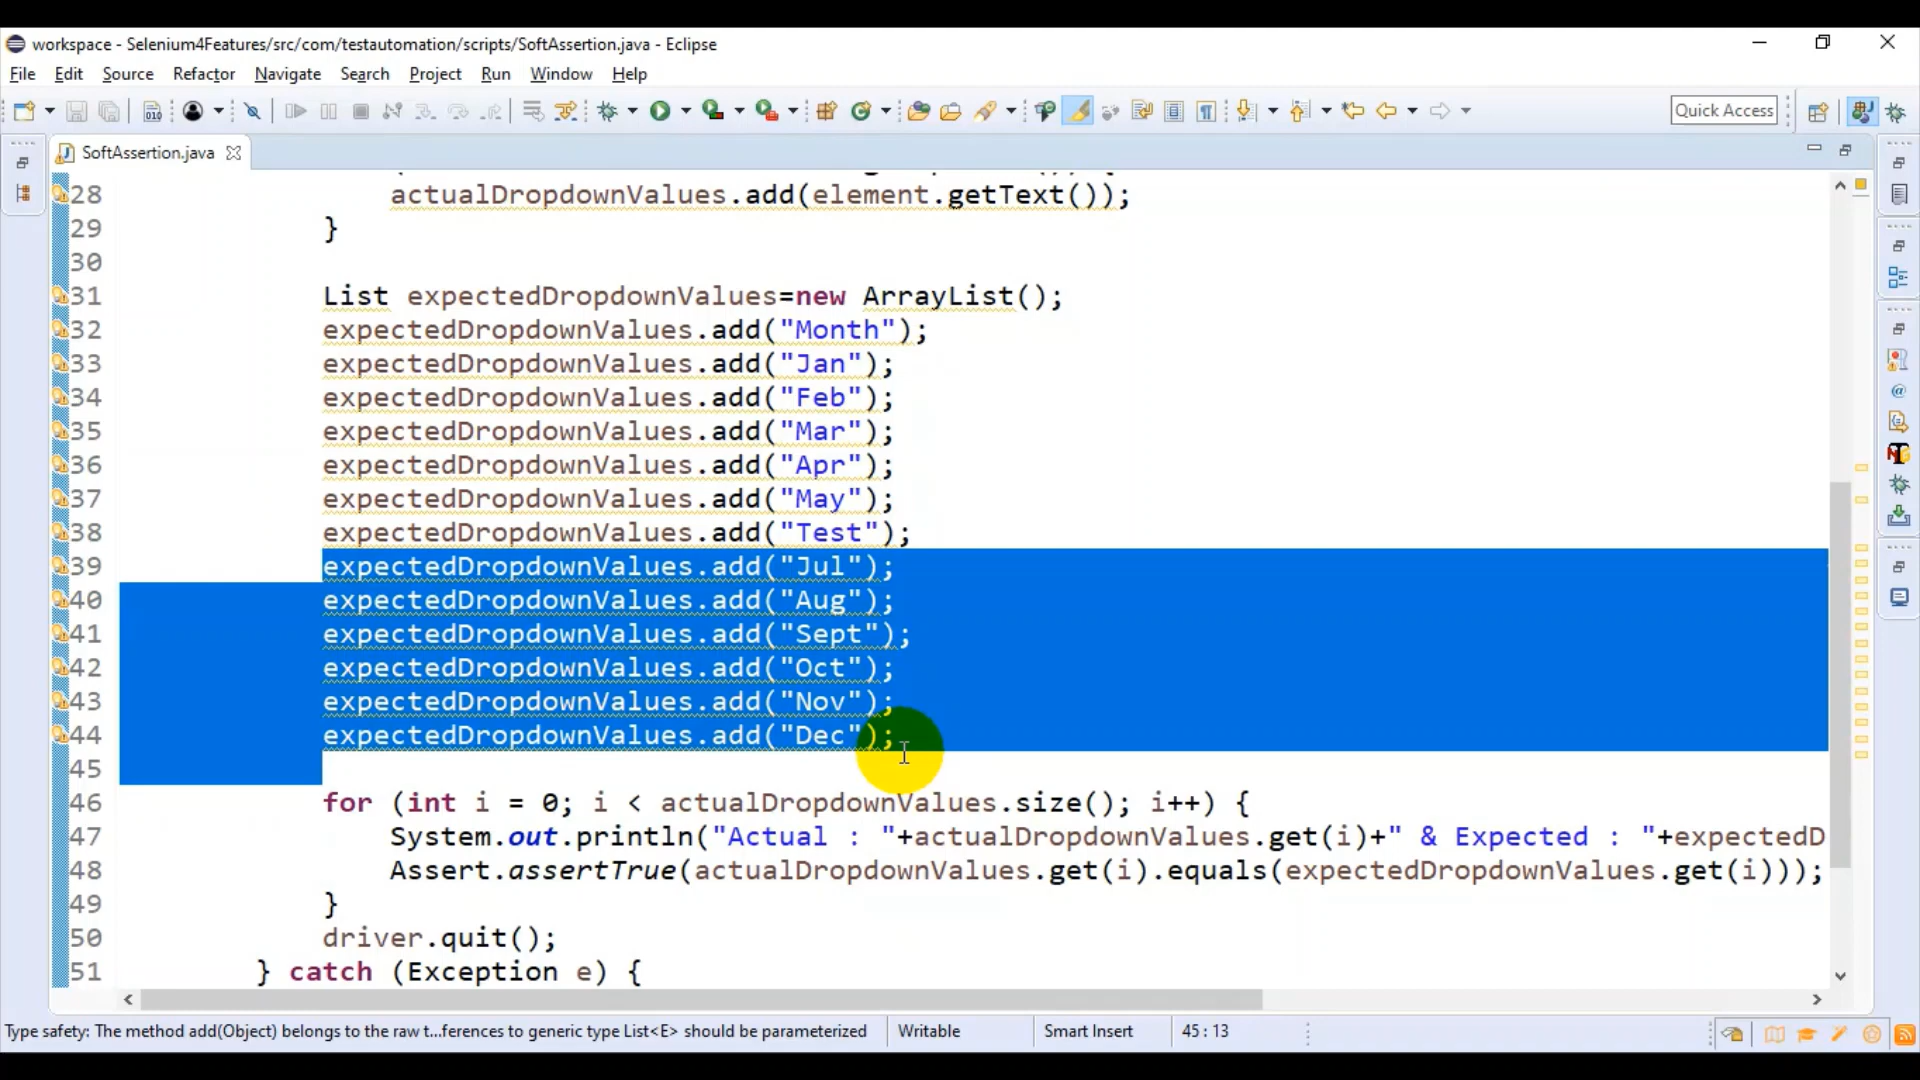 workspace - Selenium4Features/src/com/testautomation/scripts/SoftAssertion.java - Eclipse
File Edit Source Refactor Navigate Search Project Run Window Help
Quick Access
SoftAssertion.java
28 actualDropdownValues.add(element.getText());
29 }
30
31 List expectedDropdownValues=new ArrayList();
32 expectedDropdownValues.add("Month");
33 expectedDropdownValues.add("Jan");
34 expectedDropdownValues.add("Feb");
35 expectedDropdownValues.add("Mar");
36 expectedDropdownValues.add("Apr");
37 expectedDropdownValues.add("May");
38 expectedDropdownValues.add("Test");
39 expectedDropdownValues.add("Jul");
40 expectedDropdownValues.add("Aug");
41 expectedDropdownValues.add("Sept");
42 expectedDropdownValues.add("Oct");
43 expectedDropdownValues.add("Nov");
44 expectedDropdownValues.add("Dec");
45
46 for (int i = 0; i < actualDropdownValues.size(); i++) {
47 System.out.println("Actual : "+actualDropdownValues.get(i)+" & Expected : "+expectedD
48 Assert.assertTrue(actualDropdownValues.get(i).equals(expectedDropdownValues.get(i)));
49 }
50 driver.quit();
51 } catch (Exception e) {
Type safety: The method add(Object) belongs to the raw t...ferences to generic type List<E> should be parameterized Writable Smart Insert 45 : 13